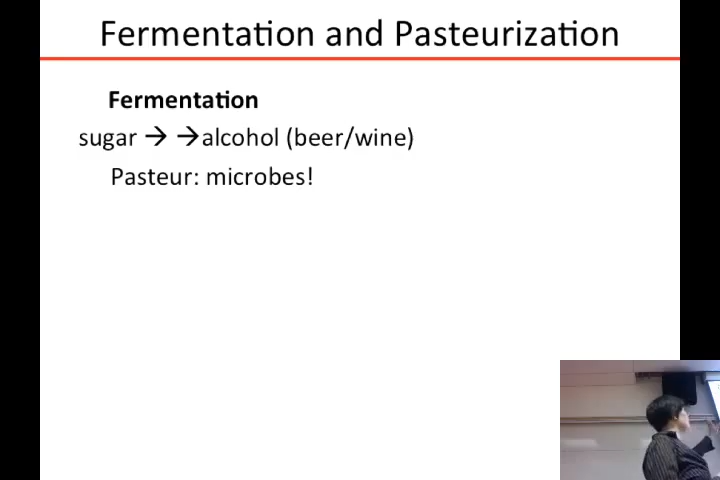 Fermentation and Pasteurization
Fermentation
sugar → →alcohol (beer/wine)
Pasteur: microbes!